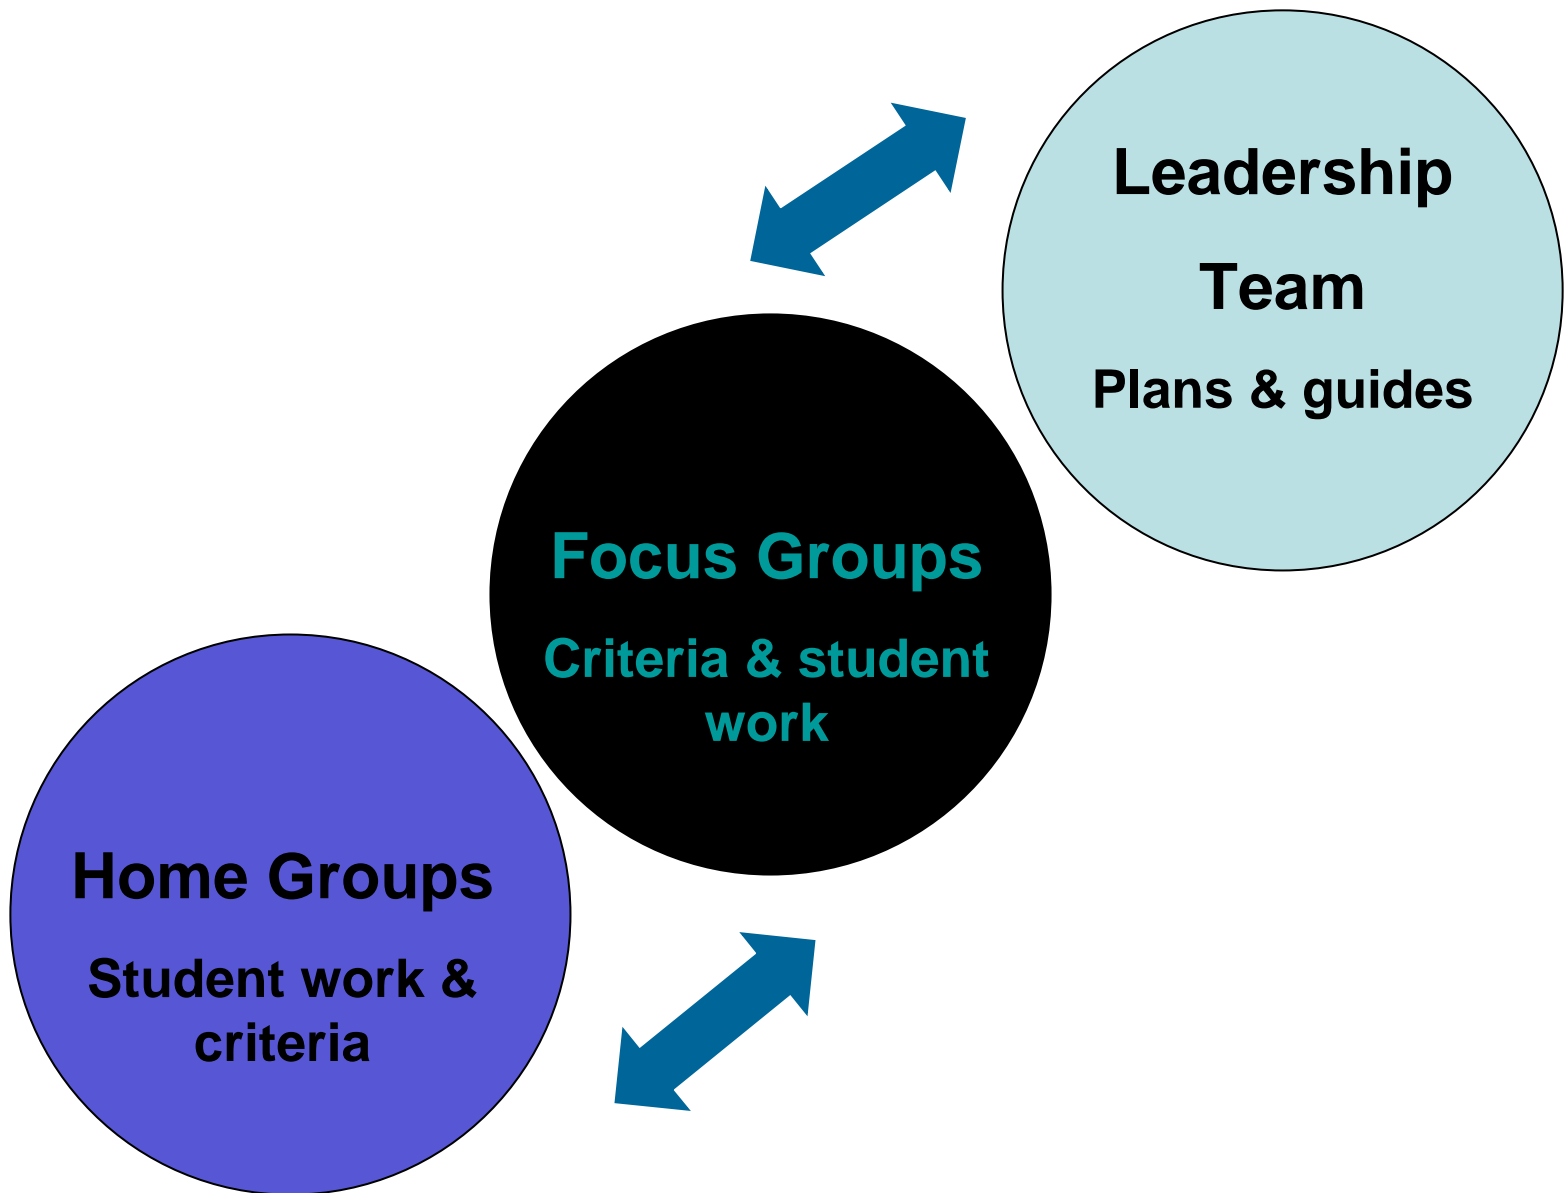 Leadership
Team
Plans & guides
Focus Groups
Criteria & student
work
Home Groups
Student work &
criteria